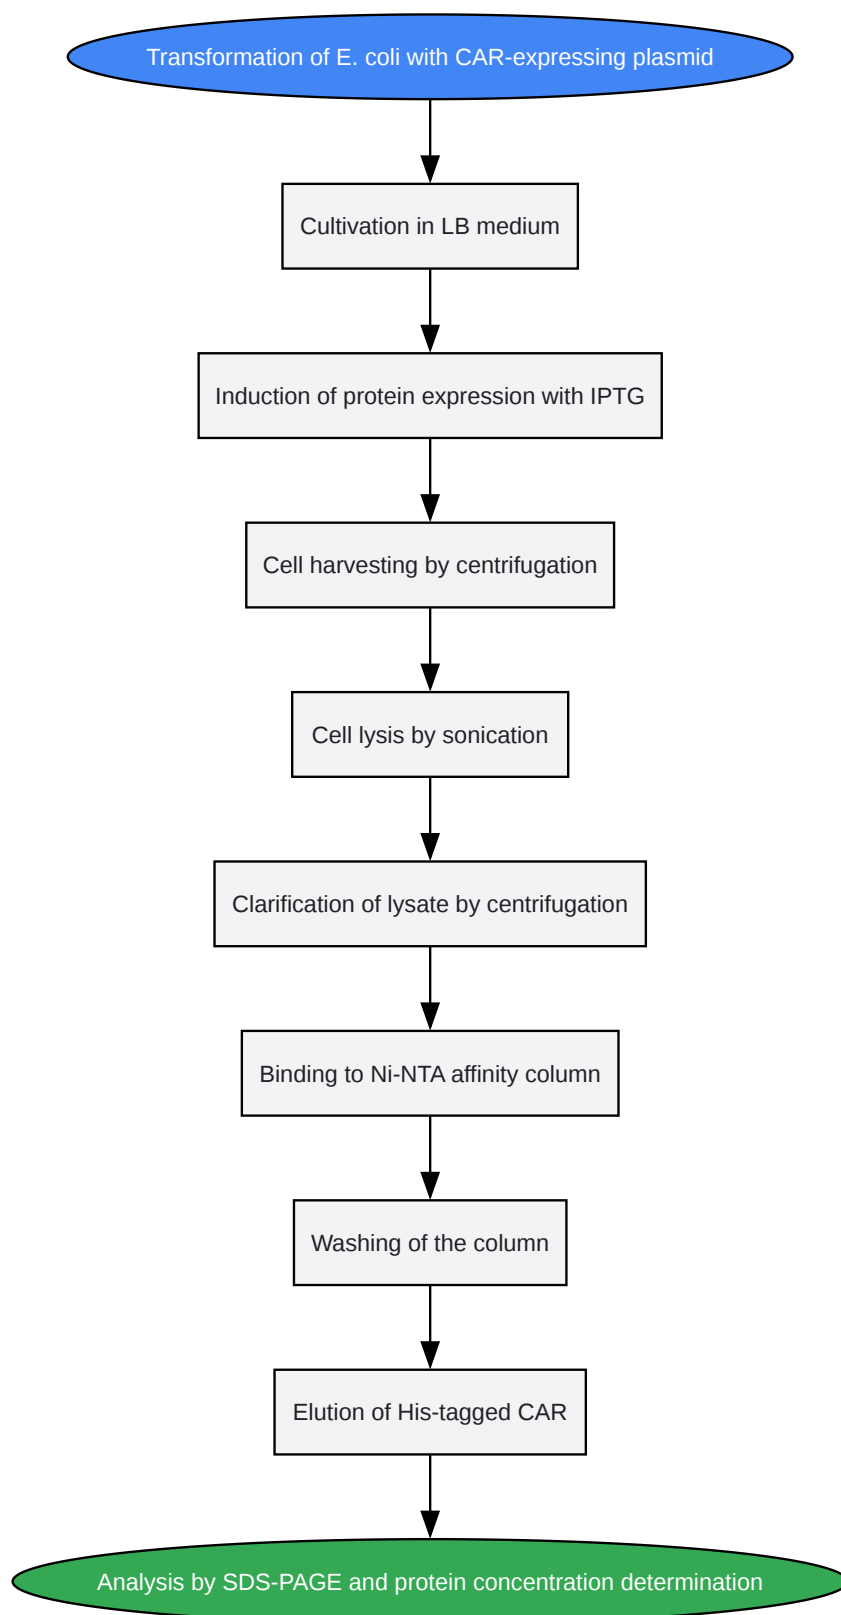 Transformation of E. coli with CAR-expressing plasmid
Cultivation in LB medium
Induction of protein expression with IPTG
Cell harvesting by centrifugation
Cell lysis by sonication
Clarification of lysate by centrifugation
Binding to Ni-NTA affinity column
Washing of the column
Elution of His-tagged CAR
Analysis by SDS-PAGE and protein concentration determination